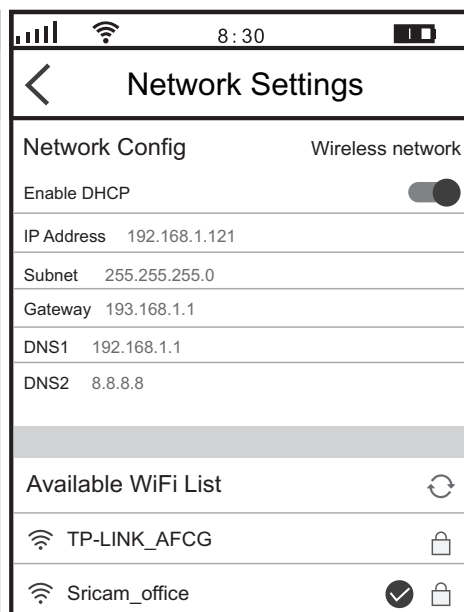 8:30
Network Settings
Network Config Wireless network
Enable DHCP
IP Address 192.168.1.121
Subnet 255.255.255.0
Gateway 193.168.1.1
DNS1 192.168.1.1
DNS2 8.8.8.8
Available WiFi List
TP-LINK_AFCG
Sricam_office